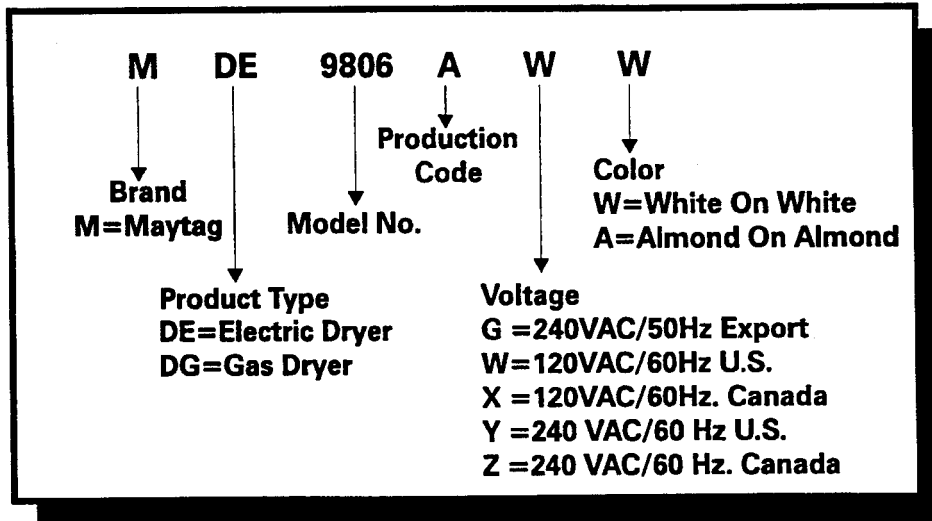 M DE 9806 A W W
Production
Code
Brand
M=Maytag
Model No.
Color
W=White On White
A=Almond On Almond
Product Type
DE=Electric Dryer
DG=Gas Dryer
Voltage
G =240VAC/50Hz Export
W=120VAC/60Hz U.S.
X =120VAC/60Hz. Canada
Y =240 VAC/60 Hz U.S.
Z =240 VAC/60 Hz. Canada